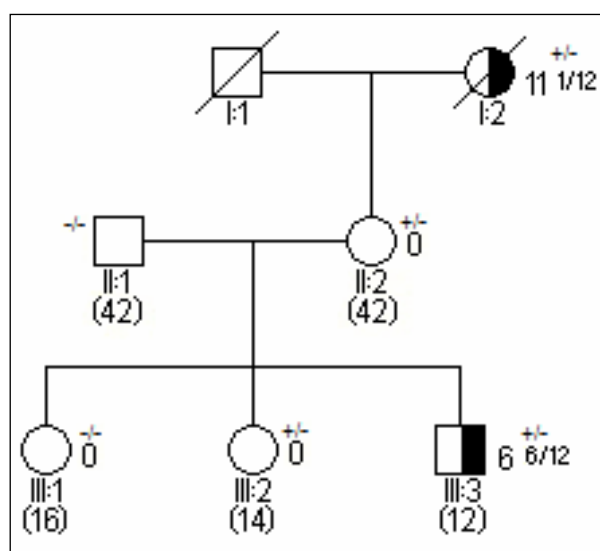 +/-
I:1
I:2
11 1/12
-/-
+/-
0
II:1
(42)
II:2
(42)
-/-
0
+/-
0
+/-
6 6/12
III:1
(16)
III:2
(14)
III:3
(12)